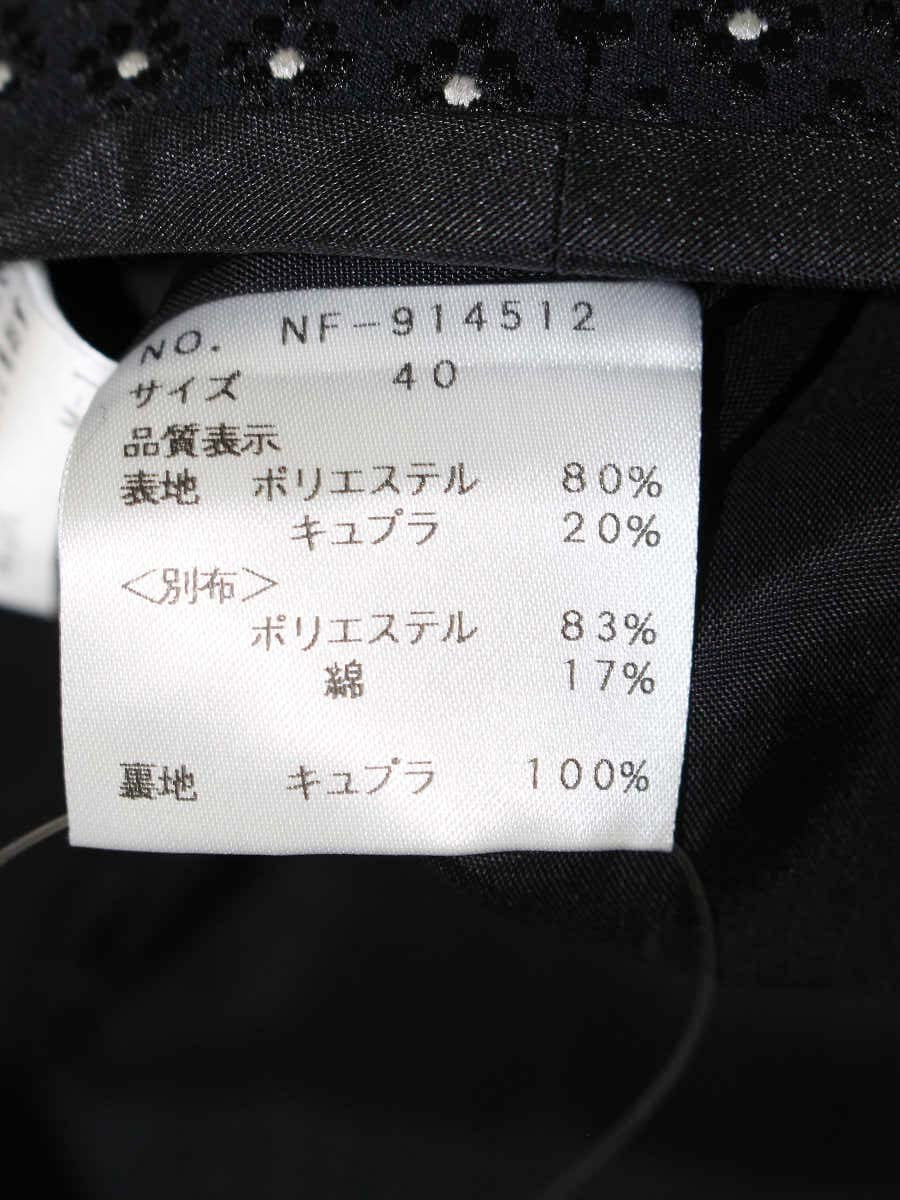 NO. NF-914512
サイズ 40
品質表示
表地 ポリエステル 80%
キュプラ 20%
<別布>
ポリエステル 83%
綿 17%
裏地 キュプラ 100%